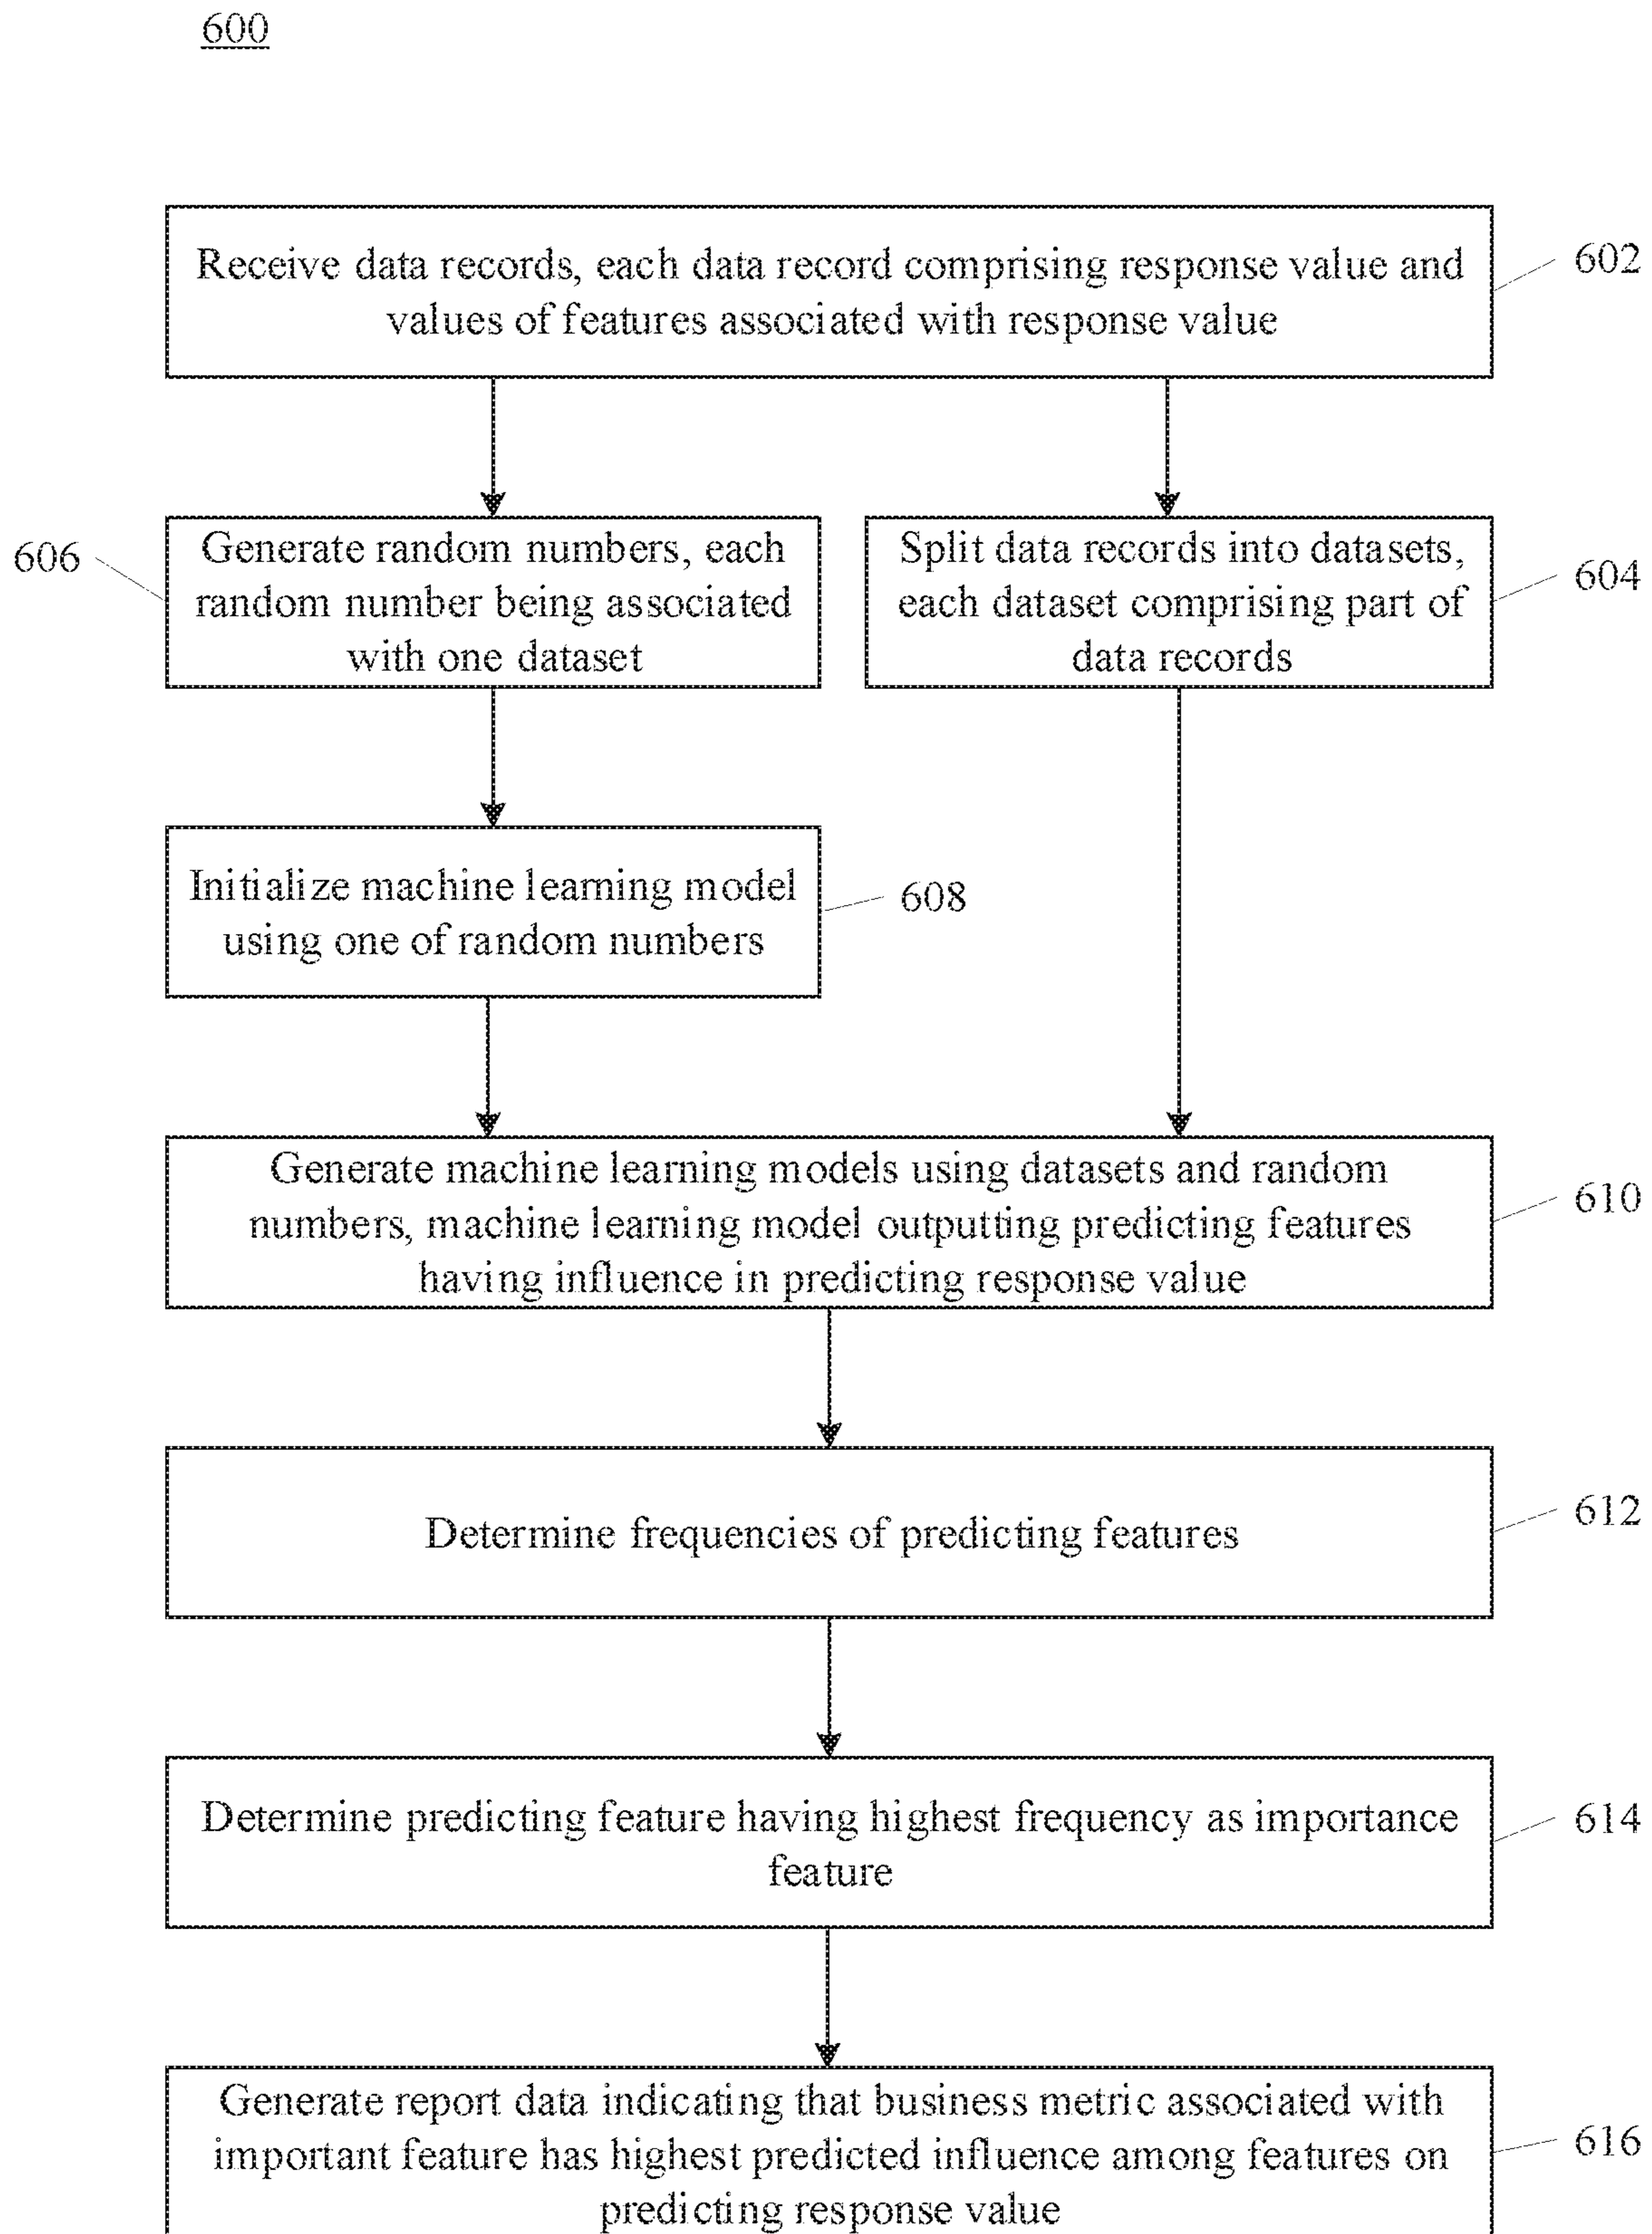 600
Receive data records, each data record comprising response value and
values of features associated with response value
602
606
Generate random numbers, each
random number being associated
with one dataset
Split data records into datasets,
each dataset comprising part of
data records
604
Initialize machine learning model
using one of random numbers
608
Generate machine learning models using datasets and random
numbers, machine learning model outputting predicting features
having influence in predicting response value
610
Determine frequencies of predicting features
612
Determine predicting feature having highest frequency as importance
feature
614
Generate report data indicating that business metric associated with
important feature has highest predicted influence among features on
predicting response value
616